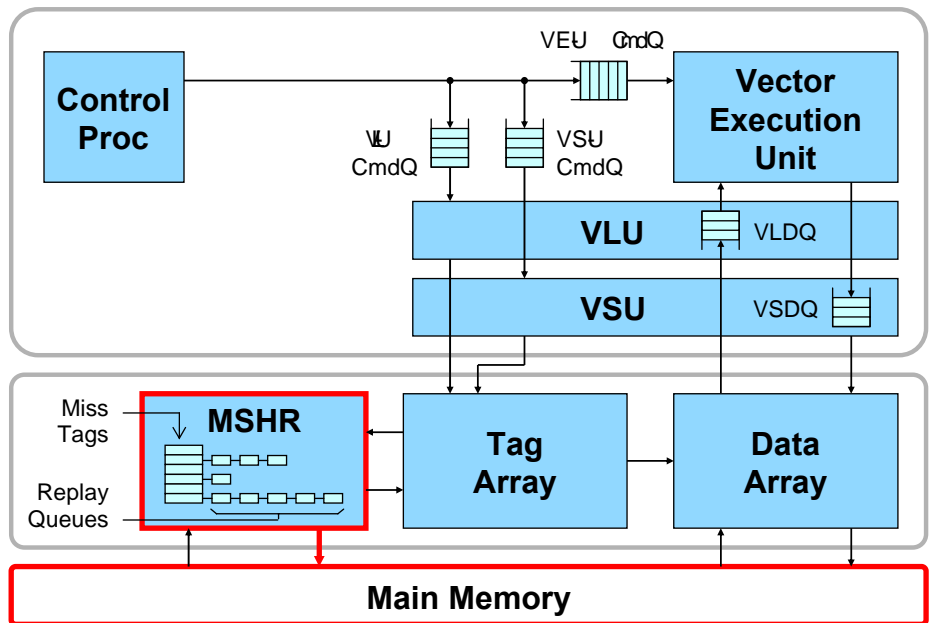 VEU-CmdQ
Control
Proc
Vector
Execution
Unit
VLU-
CmdQ
VSU-
CmdQ
VLU
VLDQ
VSU
VSDQ
Miss
Tags
MSHR
Replay
Queues
Tag
Array
Data
Array
Main Memory